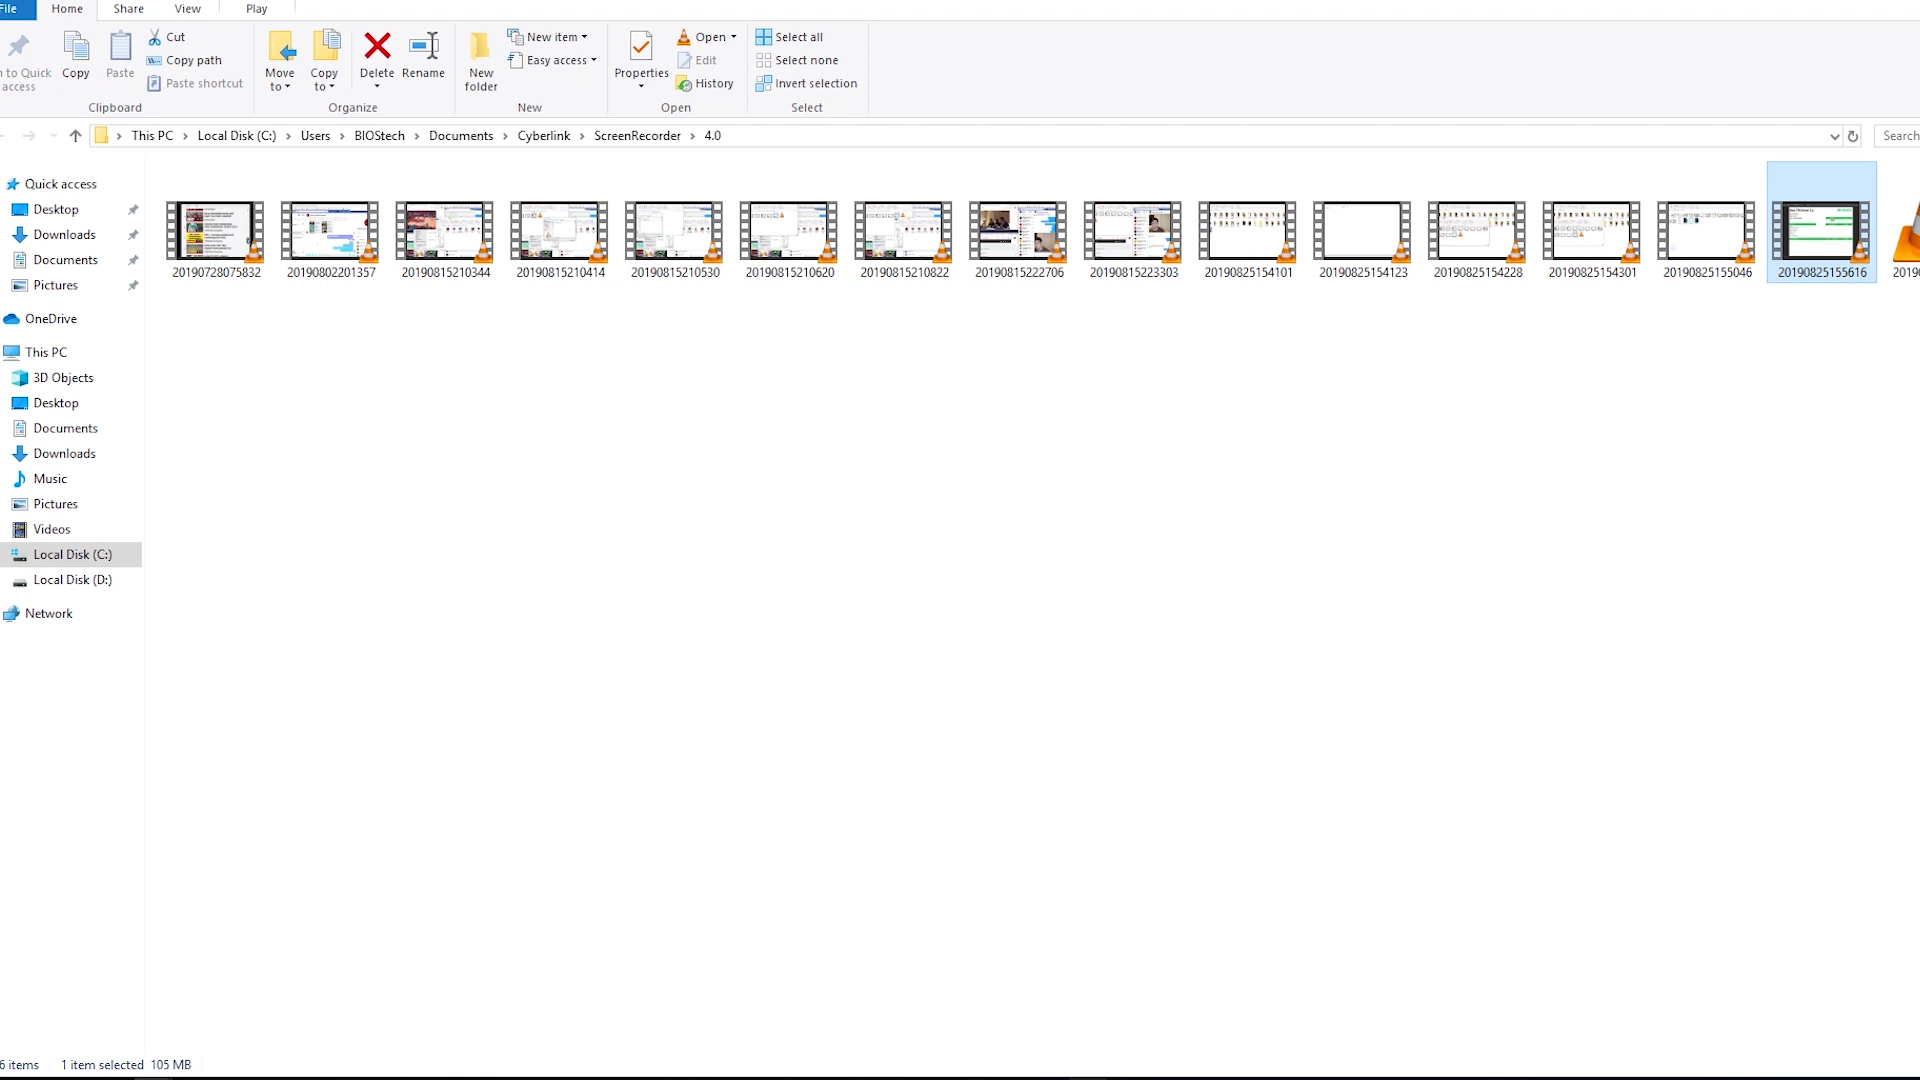 File Home Share View Play
Cut
Copy path
Paste shortcut
to Quick access
Copy
Paste
Clipboard
Move to
Copy to
Delete
Rename
Organize
New folder
New item
Easy access
New
Properties
Open
Edit
History
Open
Select all
Select none
Invert selection
Select
This PC › Local Disk (C:) › Users › BIOStech › Documents › Cyberlink › ScreenRecorder › 4.0
Search
Quick access
Desktop
Downloads
Documents
Pictures
OneDrive
This PC
3D Objects
Desktop
Documents
Downloads
Music
Pictures
Videos
Local Disk (C:)
Local Disk (D:)
Network
20190728075832 20190802201357 20190815210344 20190815210414 20190815210530 20190815210620 20190815210822 20190815222706 20190815223303 20190825154101 20190825154123 20190825154228 20190825154301 20190825155046 20190825155616
6 items 1 item selected 105 MB